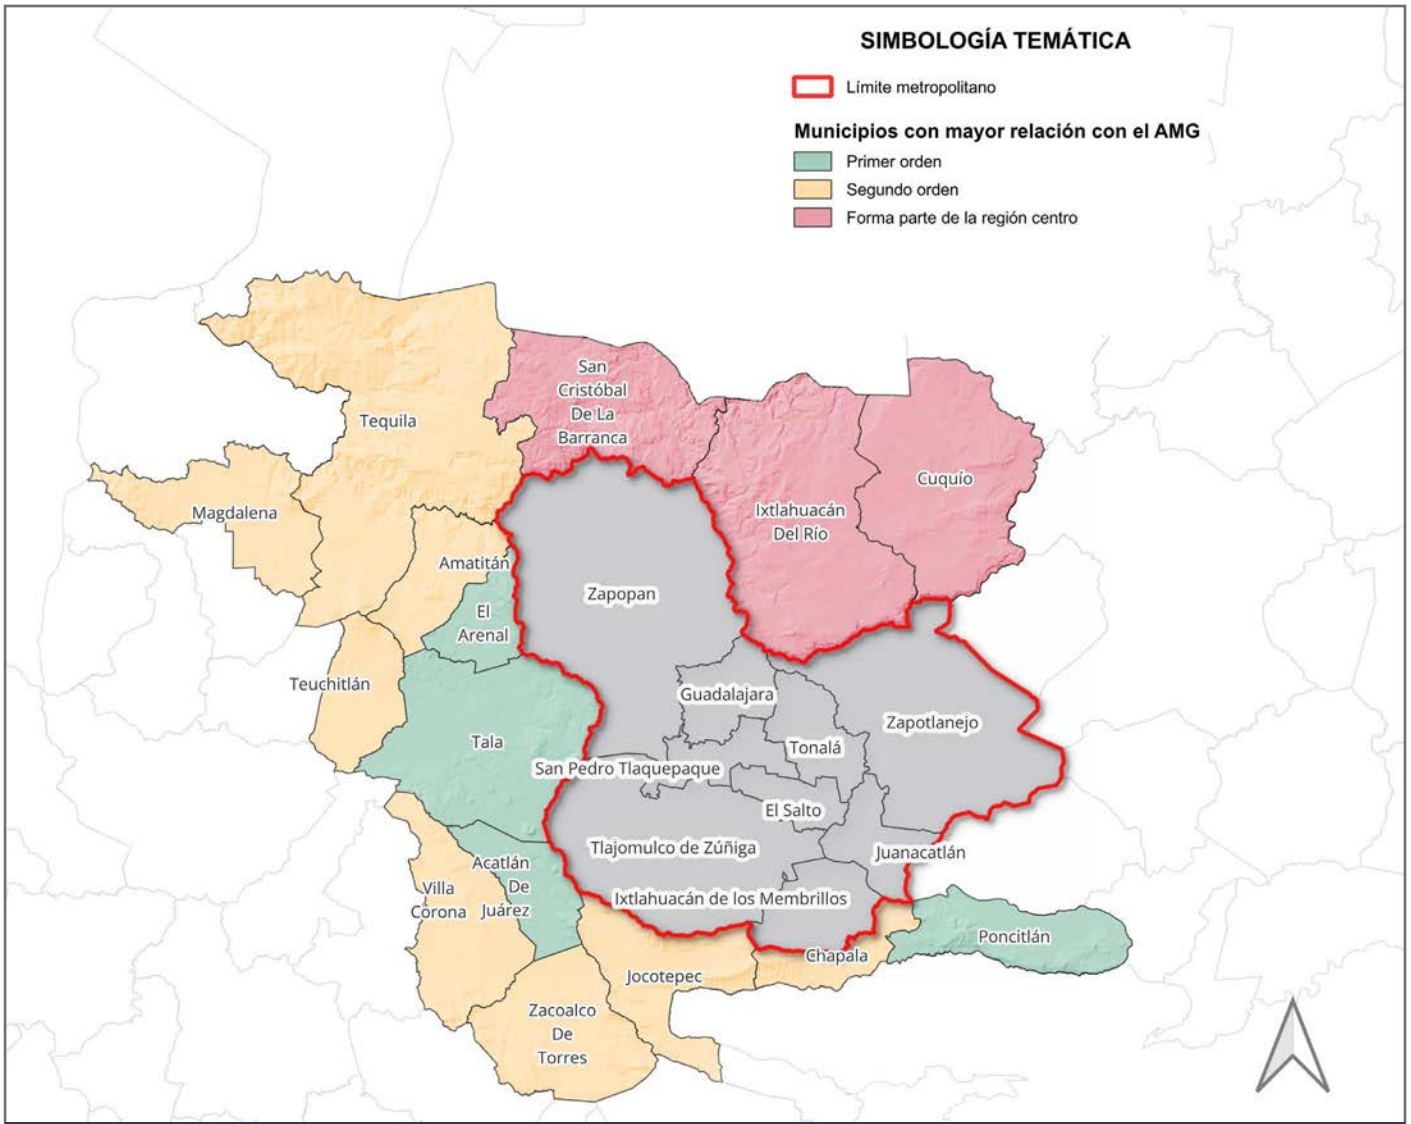 SIMBOLOGÍA TEMÁTICA
Límite metropolitano
Municipios con mayor relación con el AMG
Primer orden
Segundo orden
Forma parte de la región centro
San
Cristóbal
De La
Barranca
Tequila
Cuquío
Magdalena
Ixtlahuacán
Del Río
Amatitán
Zapopan
El
Arenal
Teuchitlán
Guadalajara
Zapotlanejo
Tala
Tonalá
San Pedro Tlaquepaque
El Salto
Tlajomulco de Zúñiga
Juanacatlán
Acatlán
De
Juárez
Villa
Corona
Ixtlahuacán de los Membrillos
Poncitlán
Chapala
Jocotepec
Zacoalco
De
Torres